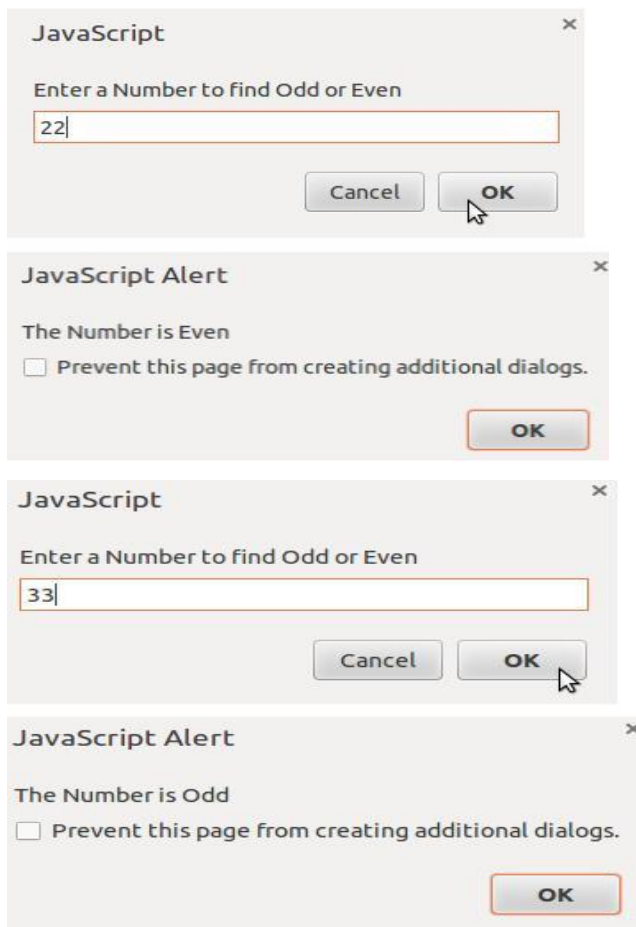 JavaScript
×
Enter a Number to find Odd or Even
22
Cancel OK
JavaScript Alert
×
The Number is Even
Prevent this page from creating additional dialogs.
OK
JavaScript
×
Enter a Number to find Odd or Even
33
Cancel OK
JavaScript Alert
×
The Number is Odd
Prevent this page from creating additional dialogs.
OK